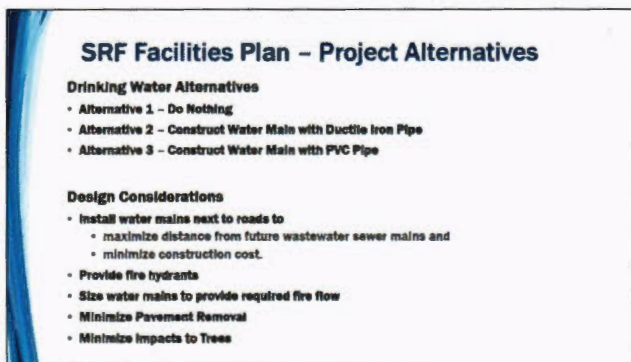 SRF Facilities Plan – Project Alternatives
Drinking Water Alternatives
• Alternative 1 – Do Nothing
• Alternative 2 – Construct Water Main with Ductile Iron Pipe
• Alternative 3 – Construct Water Main with PVC Pipe
Design Considerations
• Install water mains next to roads to
• maximize distance from future wastewater sewer mains and
• minimize construction cost.
• Provide fire hydrants
• Size water mains to provide required fire flow
• Minimize Pavement Removal
• Minimize Impacts to Trees